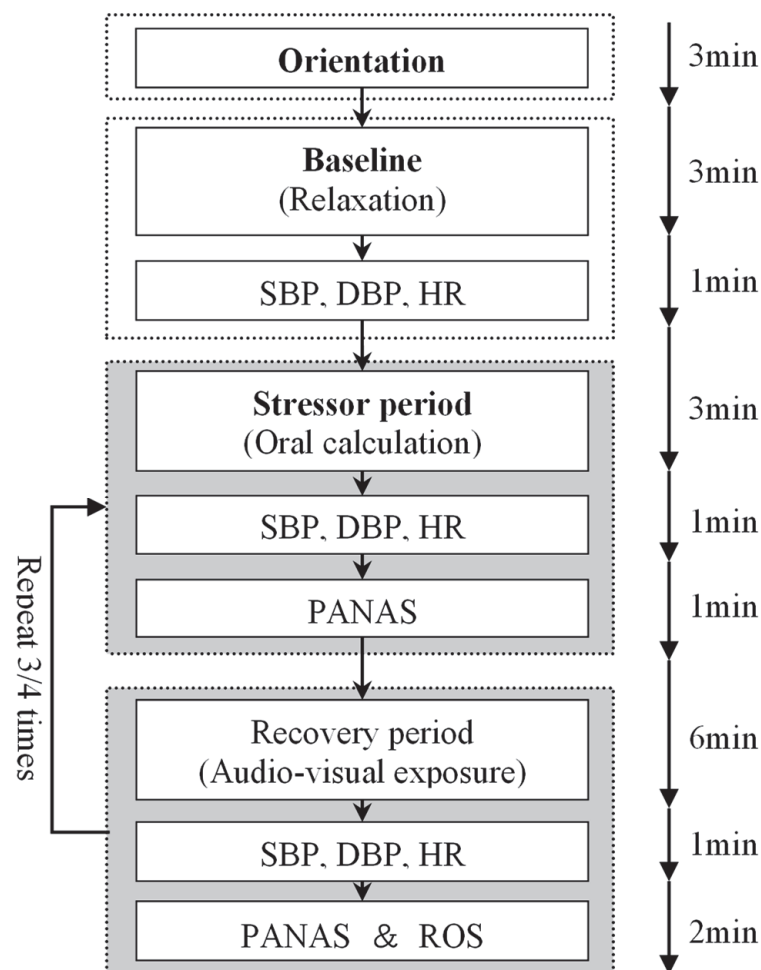 Orientation
3min
Baseline
(Relaxation)
3min
SBP, DBP, HR
1min
Stressor period
(Oral calculation)
3min
SBP, DBP, HR
1min
PANAS
1min
Repeat 3/4 times
Recovery period
(Audio-visual exposure)
6min
SBP, DBP, HR
1min
PANAS & ROS
2min